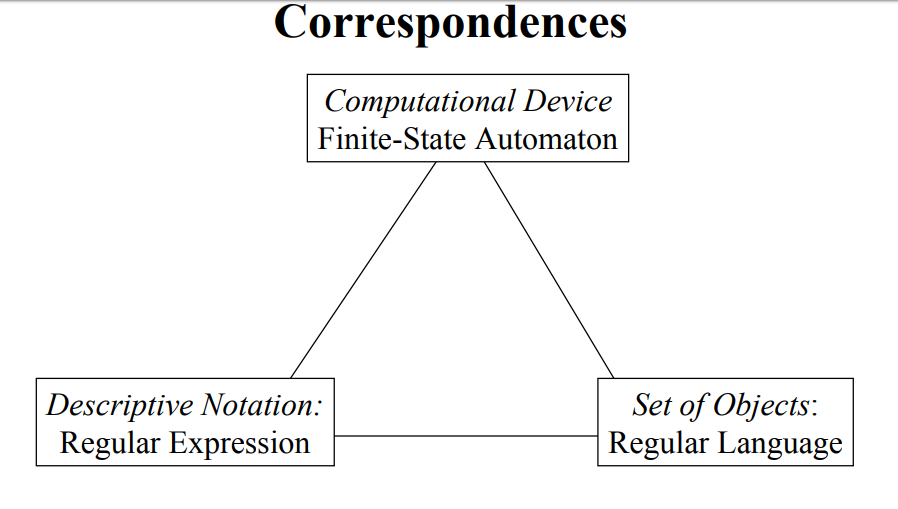 Correspondences
Computational Device
Finite-State Automaton
Descriptive Notation:
Regular Expression
Set of Objects:
Regular Language